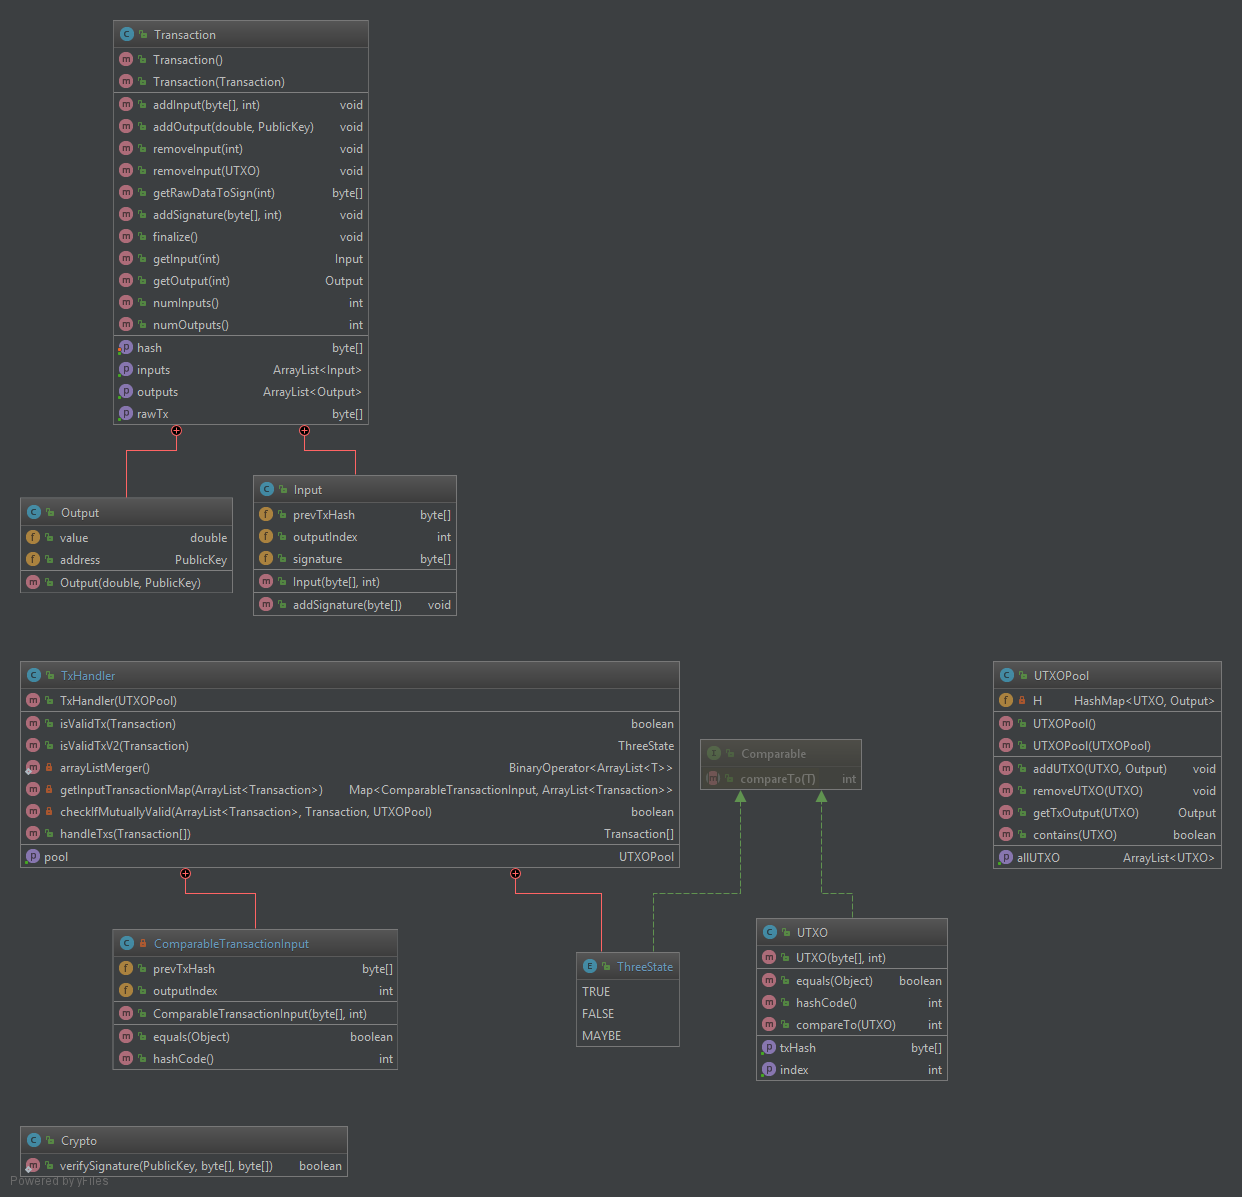 Transaction
Transaction()
Transaction(Transaction)
addInput(byte[], int) void
addOutput(double, PublicKey) void
removeInput(int) void
removeInput(UTXO) void
getRawDataToSign(int) byte[]
addSignature(byte[], int) void
finalize() void
getInput(int) Input
getOutput(int) Output
numInputs() int
numOutputs() int
hash byte[]
inputs ArrayList<Input>
outputs ArrayList<Output>
rawTx byte[]
Output
value double
address PublicKey
Output(double, PublicKey)
Input
prevTxHash byte[]
outputIndex int
signature byte[]
Input(byte[], int)
addSignature(byte[]) void
TxHandler
TxHandler(UTXOPool)
isValidTx(Transaction) boolean
isValidTxV2(Transaction) ThreeState
arrayListMerger() BinaryOperator<ArrayList<T>>
getInputTransactionMap(ArrayList<Transaction>) Map<ComparableTransactionInput, ArrayList<Transaction>>
checkIfMutuallyValid(ArrayList<Transaction>, Transaction, UTXOPool) boolean
handleTxs(Transaction[]) Transaction[]
pool UTXOPool
Comparable
compareTo(T) int
UTXOPool
H HashMap<UTXO, Output>
UTXOPool()
UTXOPool(UTXOPool)
addUTXO(UTXO, Output) void
removeUTXO(UTXO) void
getTxOutput(UTXO) Output
contains(UTXO) boolean
allUTXO ArrayList<UTXO>
ComparableTransactionInput
prevTxHash byte[]
outputIndex int
ComparableTransactionInput(byte[], int)
equals(Object) boolean
hashCode() int
ThreeState
TRUE
FALSE
MAYBE
UTXO
UTXO(byte[], int)
equals(Object) boolean
hashCode() int
compareTo(UTXO) int
txHash byte[]
index int
Crypto
verifySignature(PublicKey, byte[], byte[]) boolean
Powered by yFiles